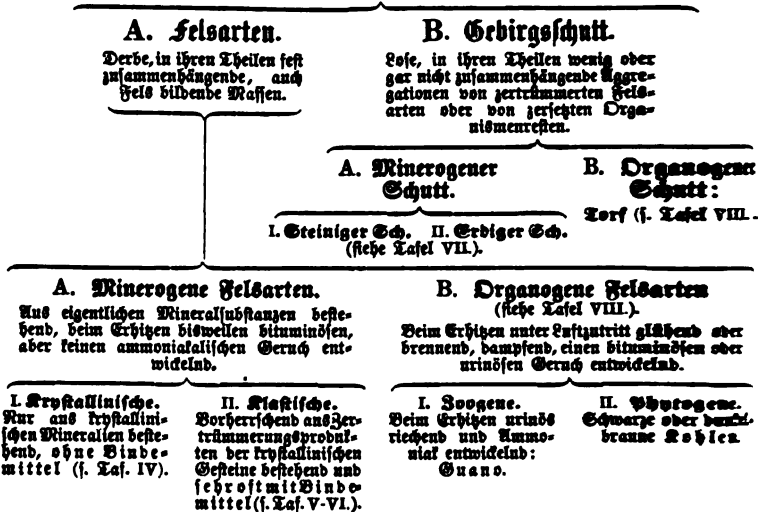 A. Felsarten.
Derbe, in ihren Theilen fest
zusammenhängende, auch
Fels bildende Massen.
B. Gebirgsschutt.
Lose, in ihren Theilen wenig oder
gar nicht zusammenhängende Aggre-
gationen von zertrümmerten Fels-
arten oder von zersetzten Orga-
nismenresten.
A. Minerogener
Schutt.
B. Organogener
Schutt:
Torf (s. Tafel VIII.
I. Steiniger Sch. II. Erdiger Sch.
(siehe Tafel VII.).
A. Minerogene Felsarten.
Aus eigentlichen Mineralsubstanzen beste-
hend, beim Erhitzen bisweilen bituminösen,
aber keinen ammoniakalischen Geruch ent-
wickelnd.
B. Organogene Felsarten
(siehe Tafel VIII.).
Beim Erhitzen unter Luftzutritt glühend oder
brennend, dampfend, einen bituminösen oder
urinösen Geruch entwickelnd.
I. Krystallinische.
Nur aus krystallini-
schen Mineralien beste-
hend, ohne Binde-
mittel (s. Taf. IV).
II. Klastische.
Vorherrschend aus Zer-
trümmerungsprodnk-
ten der krystallinischen
Gesteine bestehend und
sehr oft mit Binde-
mittel (s. Taf. V-VI.).
I. Zoogene.
Beim Erhitzen urinös
riechend und Ammo-
niak entwickelnd:
Guano.
II. Phytogene.
Schwarze oder dunkel-
braune Kohlen